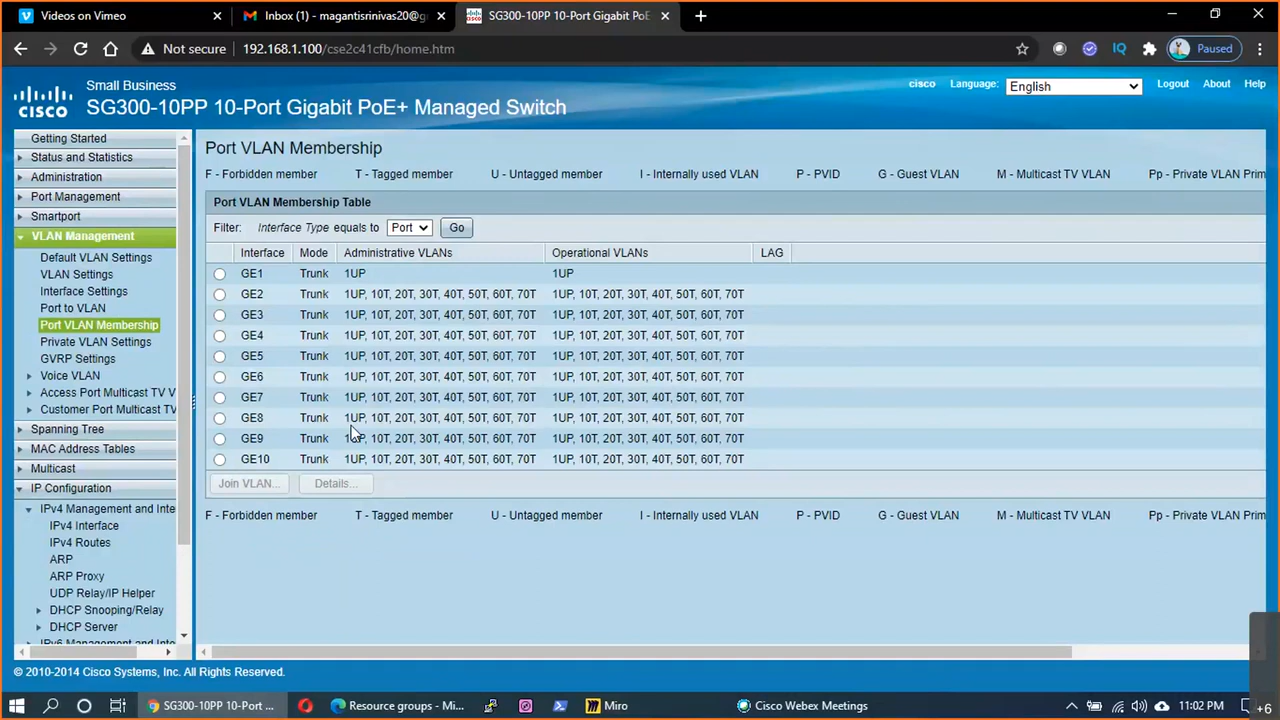 Videos on Vimeo
Inbox (1) - magantisrinivas20@g
SG300-10PP 10-Port Gigabit PoE
Not secure 192.168.1.100/cse2c41cfb/home.htm
IQ
Paused
Small Business
cisco
SG300-10PP 10-Port Gigabit PoE+ Managed Switch
cisco Language: English Logout About Help
Getting Started
Status and Statistics
Administration
Port Management
Smartport
VLAN Management
Default VLAN Settings
VLAN Settings
Interface Settings
Port to VLAN
Port VLAN Membership
Private VLAN Settings
GVRP Settings
Voice VLAN
Access Port Multicast TV V
Customer Port Multicast TV
Spanning Tree
MAC Address Tables
Multicast
IP Configuration
IPv4 Management and Inte
IPv4 Interface
IPv4 Routes
ARP
ARP Proxy
UDP Relay/IP Helper
DHCP Snooping/Relay
DHCP Server
IPv6 Management and Inte
Port VLAN Membership
F - Forbidden member T - Tagged member U - Untagged member I - Internally used VLAN P - PVID G - Guest VLAN M - Multicast TV VLAN Pp - Private VLAN Prim
Port VLAN Membership Table
Filter: Interface Type equals to Port Go
Interface Mode Administrative VLANs Operational VLANs LAG
GE1 Trunk 1UP 1UP
GE2 Trunk 1UP, 10T, 20T, 30T, 40T, 50T, 60T, 70T 1UP, 10T, 20T, 30T, 40T, 50T, 60T, 70T
GE3 Trunk 1UP, 10T, 20T, 30T, 40T, 50T, 60T, 70T 1UP, 10T, 20T, 30T, 40T, 50T, 60T, 70T
GE4 Trunk 1UP, 10T, 20T, 30T, 40T, 50T, 60T, 70T 1UP, 10T, 20T, 30T, 40T, 50T, 60T, 70T
GE5 Trunk 1UP, 10T, 20T, 30T, 40T, 50T, 60T, 70T 1UP, 10T, 20T, 30T, 40T, 50T, 60T, 70T
GE6 Trunk 1UP, 10T, 20T, 30T, 40T, 50T, 60T, 70T 1UP, 10T, 20T, 30T, 40T, 50T, 60T, 70T
GE7 Trunk 1UP, 10T, 20T, 30T, 40T, 50T, 60T, 70T 1UP, 10T, 20T, 30T, 40T, 50T, 60T, 70T
GE8 Trunk 1UP, 10T, 20T, 30T, 40T, 50T, 60T, 70T 1UP, 10T, 20T, 30T, 40T, 50T, 60T, 70T
GE9 Trunk 1UP, 10T, 20T, 30T, 40T, 50T, 60T, 70T 1UP, 10T, 20T, 30T, 40T, 50T, 60T, 70T
GE10 Trunk 1UP, 10T, 20T, 30T, 40T, 50T, 60T, 70T 1UP, 10T, 20T, 30T, 40T, 50T, 60T, 70T
Join VLAN... Details...
F - Forbidden member T - Tagged member U - Untagged member I - Internally used VLAN P - PVID G - Guest VLAN M - Multicast TV VLAN Pp - Private VLAN Prim
© 2010-2014 Cisco Systems, Inc. All Rights Reserved.
SG300-10PP 10-Port ... Resource groups - Mi... Miro Cisco Webex Meetings 11:02 PM +6